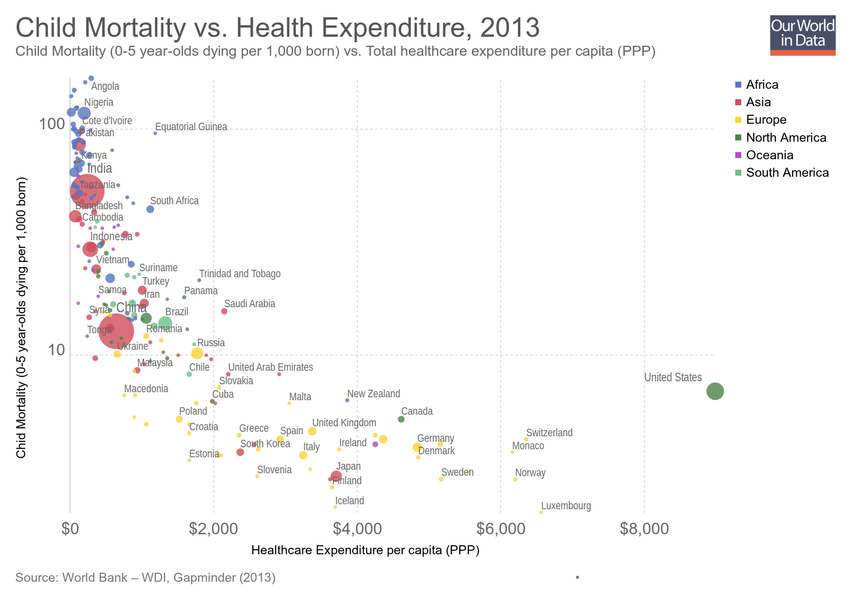 Child Mortality vs. Health Expenditure, 2013
Child Mortality (0-5 year-olds dying per 1,000 born) vs. Total healthcare expenditure per capita (PPP)
Our World
in Data
Africa
Asia
Europe
North America
Oceania
South America
Child Mortality (0-5 year-olds dying per 1,000 born)
100
10
Angola
Nigeria
Cote d'Ivoire
Equatorial Guinea
Pakistan
Kenya
India
Tanzania
South Africa
Bangladesh
Cambodia
Indonesia
Vietnam
Suriname
Trinidad and Tobago
Turkey
Samoa
Iran
Panama
Saudi Arabia
Syria
China
Brazil
Tonga
Romania
Ukraine
Russia
Malaysia
Chile
United Arab Emirates
United States
Slovakia
Macedonia
Cuba
Malta
New Zealand
Poland
Canada
Croatia
Greece
Spain
United Kingdom
Switzerland
South Korea
Italy
Ireland
Germany
Monaco
Estonia
Denmark
Slovenia
Japan
Sweden
Norway
Finland
Iceland
Luxembourg
$0
$2,000
$4,000
$6,000
$8,000
Healthcare Expenditure per capita (PPP)
Source: World Bank – WDI, Gapminder (2013)